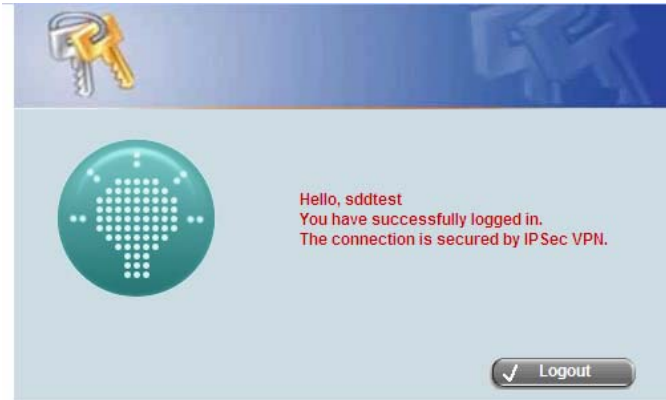 Hello, sddtest
You have successfully logged in.
The connection is secured by IPSec VPN.
Logout